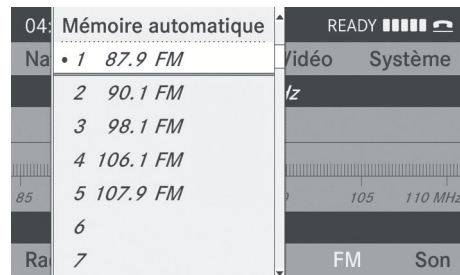 04: READY
Mémoire automatique
Na Vidéo Système
• 1 87.9 FM
2 90.1 FM
3 98.1 FM
4 106.1 FM
5 107.9 FM
6
7
85 105 110 MHz
Ra FM Son